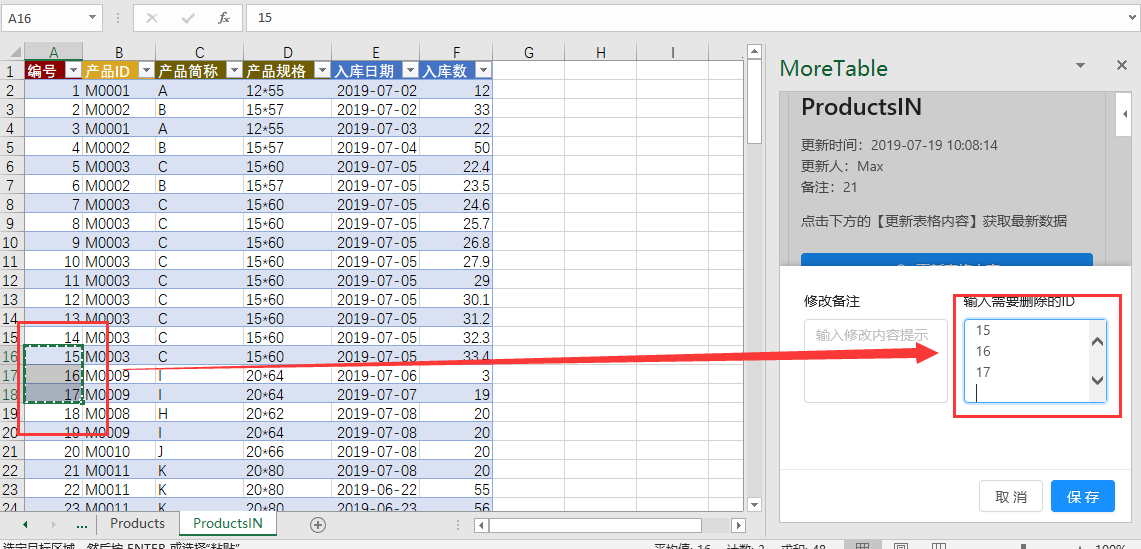 A16 fx 15
A B C D E F G H I
1 编号 产品ID 产品简称 产品规格 入库日期 入库数
2 1 M0001 A 12*55 2019-07-02 12
3 2 M0002 B 15*57 2019-07-02 33
4 3 M0001 A 12*55 2019-07-03 22
5 4 M0002 B 15*57 2019-07-04 50
6 5 M0003 C 15*60 2019-07-05 22.4
7 6 M0002 B 15*57 2019-07-05 23.5
8 7 M0003 C 15*60 2019-07-05 24.6
9 8 M0003 C 15*60 2019-07-05 25.7
10 9 M0003 C 15*60 2019-07-05 26.8
11 10 M0003 C 15*60 2019-07-05 27.9
12 11 M0003 C 15*60 2019-07-05 29
13 12 M0003 C 15*60 2019-07-05 30.1
14 13 M0003 C 15*60 2019-07-05 31.2
15 14 M0003 C 15*60 2019-07-05 32.3
16 15 M0003 C 15*60 2019-07-05 33.4
17 16 M0009 I 20*64 2019-07-06 3
18 17 M0009 I 20*64 2019-07-07 19
19 18 M0008 H 20*62 2019-07-08 20
20 19 M0009 I 20*64 2019-07-08 20
21 20 M0010 J 20*66 2019-07-08 20
22 21 M0011 K 20*80 2019-07-08 20
23 22 M0011 K 20*80 2019-06-22 55
24 23 M0011 K 20*80 2019-06-23 56
... Products ProductsIN
选定目标区域，然后按 ENTER 或选择"粘贴"
平均值: 16 计数: 3 求和: 48 100%
MoreTable
ProductsIN
更新时间：2019-07-19 10:08:14
更新人：Max
备注：21
点击下方的【更新表格内容】获取最新数据
修改备注
输入修改内容提示
输入需要删除的ID
15
16
17
取 消
保 存